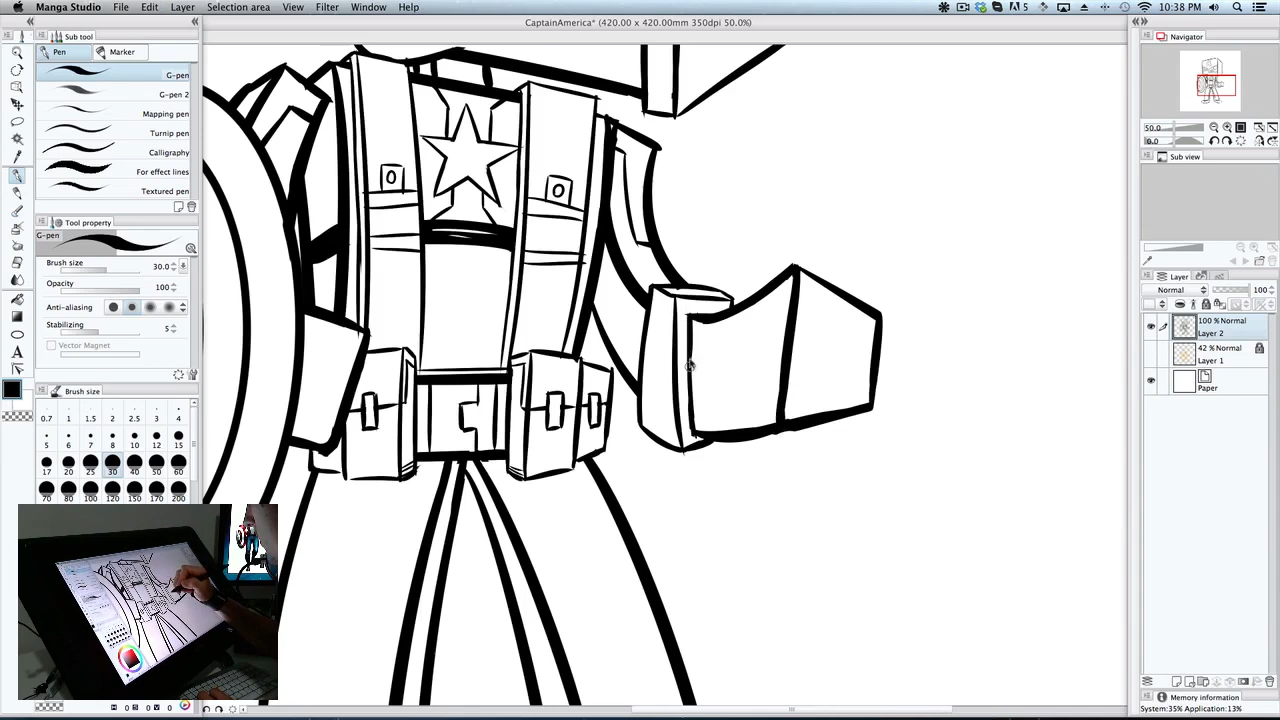 Manga Studio File Edit Layer Selection area View Filter Window Help 5 10:38 PM
CaptainAmerica* (420.00 x 420.00mm 350dpi 50.0%)
Sub tool
Pen Marker
G-pen
G-pen 2
Mapping pen
Turnip pen
Calligraphy
For effect lines
Textured pen
Tool property
G-pen
Brush size 30.0
Opacity 100
Anti-aliasing
Stabilizing 5
Vector Magnet
Brush size
0.7 1 1.5 2 3 4
5 6 7 8 10 12 15
17 20 25 30 40 50 60
70 80 100 120 150 170 200
0 0 0
Navigator
50.0
0.0
Sub view
Layer
Normal 100
100 % Normal
Layer 2
42 % Normal
Layer 1
Paper
Memory information
System:35% Application:13%